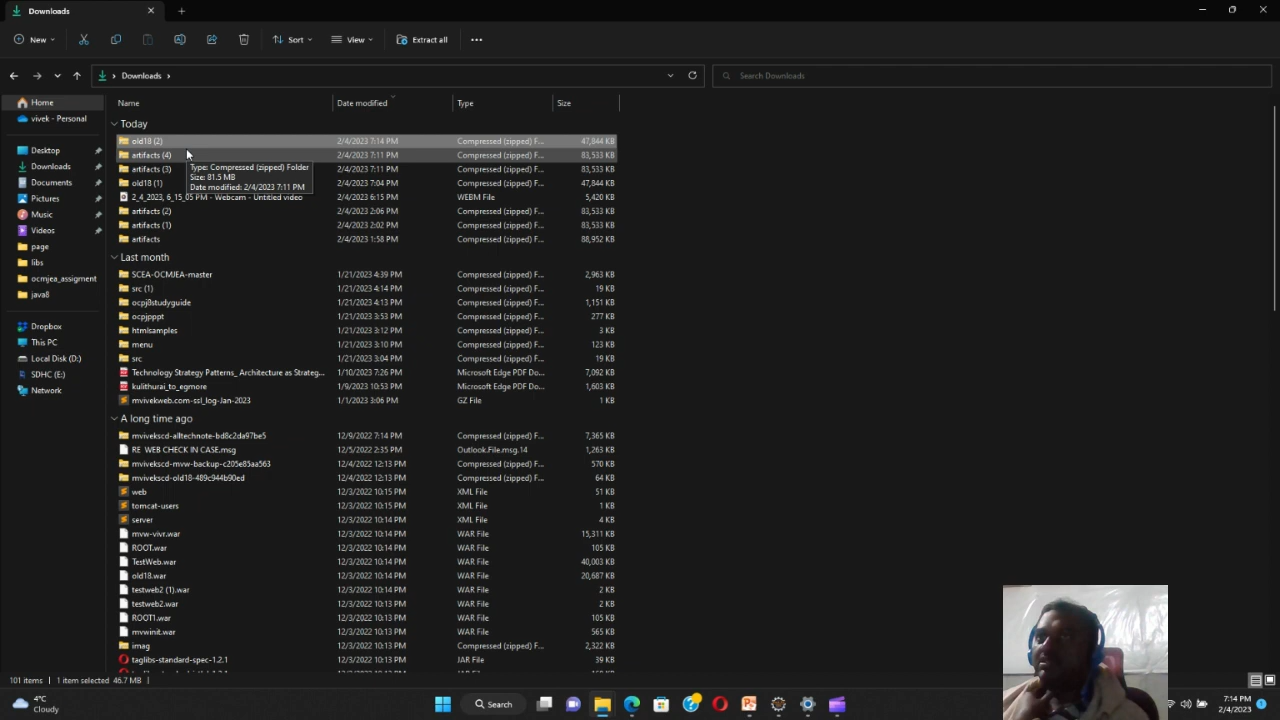 Downloads
New Sort View Extract all
Downloads Search Downloads
Name Date modified Type Size
Home
vivek - Personal
Desktop
Downloads
Documents
Pictures
Music
Videos
page
libs
ocmjea_assigment
java8
Dropbox
This PC
Local Disk (D:)
SDHC (E:)
Network
Today
old18 (2) 2/4/2023 7:14 PM Compressed (zipped) F... 47,844 KB
artifacts (4) 2/4/2023 7:11 PM Compressed (zipped) F... 83,533 KB
artifacts (3) 2/4/2023 7:11 PM Compressed (zipped) F... 83,533 KB
old18 (1) 2/4/2023 7:04 PM Compressed (zipped) F... 47,844 KB
2_4_2023, 6_15_05 PM - Webcam - Untitled video 2/4/2023 6:15 PM WEBM File 5,420 KB
artifacts (2) 2/4/2023 2:06 PM Compressed (zipped) F... 83,533 KB
artifacts (1) 2/4/2023 2:02 PM Compressed (zipped) F... 83,533 KB
artifacts 2/4/2023 1:58 PM Compressed (zipped) F... 88,952 KB
Type: Compressed (zipped) Folder
Size: 81.5 MB
Date modified: 2/4/2023 7:11 PM
Last month
SCEA-OCMJEA-master 1/21/2023 4:39 PM Compressed (zipped) F... 2,963 KB
src (1) 1/21/2023 4:14 PM Compressed (zipped) F... 19 KB
ocpj8studyguide 1/21/2023 4:13 PM Compressed (zipped) F... 1,151 KB
ocpjpppt 1/21/2023 3:53 PM Compressed (zipped) F... 277 KB
htmlsamples 1/21/2023 3:12 PM Compressed (zipped) F... 3 KB
menu 1/21/2023 3:10 PM Compressed (zipped) F... 123 KB
src 1/21/2023 3:04 PM Compressed (zipped) F... 19 KB
Technology Strategy Patterns_ Architecture as Strateg... 1/10/2023 7:26 PM Microsoft Edge PDF Do... 7,092 KB
kulithurai_to_egmore 1/9/2023 10:53 PM Microsoft Edge PDF Do... 1,603 KB
mvivekweb.com-ssl_log-Jan-2023 1/1/2023 3:06 PM GZ File 1 KB
A long time ago
mvivekscd-alltechnote-bd8c2da97be5 12/9/2022 7:14 PM Compressed (zipped) F... 7,365 KB
RE WEB CHECK IN CASE.msg 12/5/2022 2:35 PM Outlook.File.msg.14 1,263 KB
mvivekscd-mvw-backup-c205e85aa563 12/4/2022 12:13 PM Compressed (zipped) F... 570 KB
mvivekscd-old18-489c944b90ed 12/4/2022 12:13 PM Compressed (zipped) F... 64 KB
web 12/3/2022 10:15 PM XML File 51 KB
tomcat-users 12/3/2022 10:15 PM XML File 1 KB
server 12/3/2022 10:14 PM XML File 4 KB
mvw-vivr.war 12/3/2022 10:14 PM WAR File 15,311 KB
ROOT.war 12/3/2022 10:14 PM WAR File 105 KB
TestWeb.war 12/3/2022 10:14 PM WAR File 40,003 KB
old18.war 12/3/2022 10:14 PM WAR File 20,687 KB
testweb2 (1).war 12/3/2022 10:14 PM WAR File 2 KB
testweb2.war 12/3/2022 10:13 PM WAR File 2 KB
ROOT1.war 12/3/2022 10:13 PM WAR File 105 KB
mvwinit.war 12/3/2022 10:13 PM WAR File 565 KB
imag 12/3/2022 10:13 PM Compressed (zipped) F... 2,322 KB
taglibs-standard-spec-1.2.1 12/3/2022 10:13 PM JAR File 39 KB
101 items 1 item selected 46.7 MB
4°C
Cloudy
Search
7:14 PM
2/4/2023